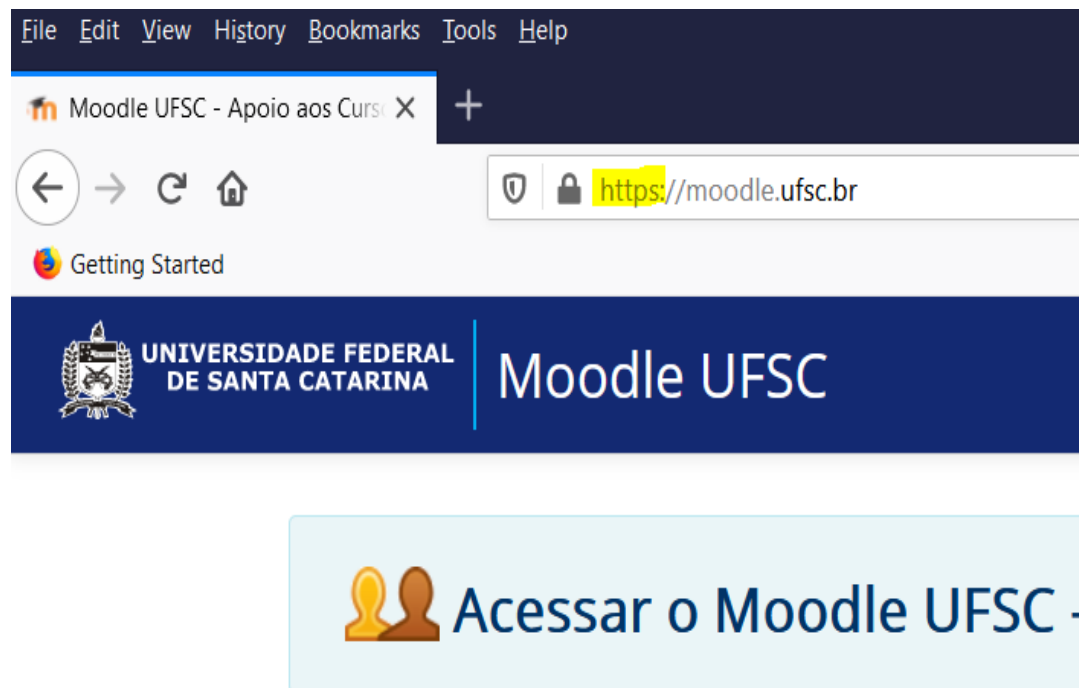 File Edit View History Bookmarks Tools Help
Moodle UFSC - Apoio aos Curs
https://moodle.ufsc.br
Getting Started
UNIVERSIDADE FEDERAL
DE SANTA CATARINA
Moodle UFSC
Acessar o Moodle UFSC -